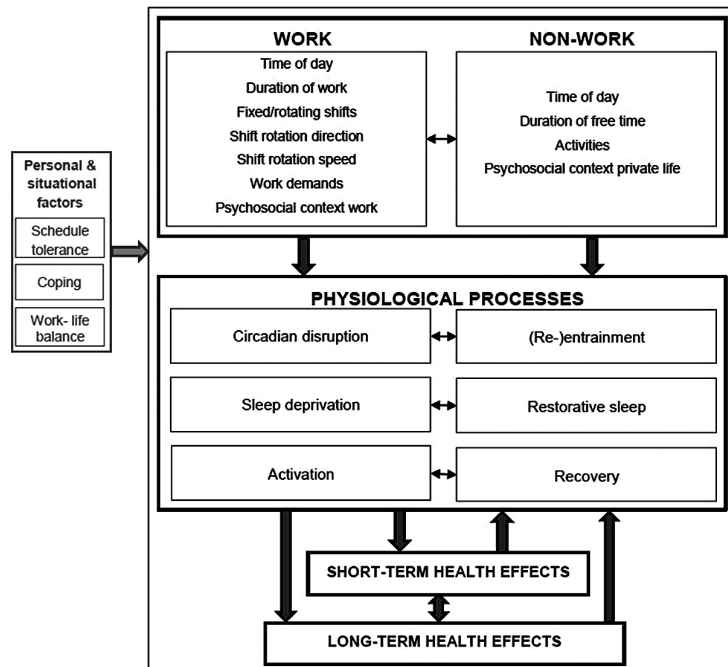 WORK
Time of day
Duration of work
Fixed/rotating shifts
Shift rotation direction
Shift rotation speed
Work demands
Psychosocial context work
NON-WORK
Time of day
Duration of free time
Activities
Psychosocial context private life
Personal &
situational
factors
Schedule
tolerance
Coping
Work- life
balance
PHYSIOLOGICAL PROCESSES
Circadian disruption
(Re-)entrainment
Sleep deprivation
Restorative sleep
Activation
Recovery
SHORT-TERM HEALTH EFFECTS
LONG-TERM HEALTH EFFECTS